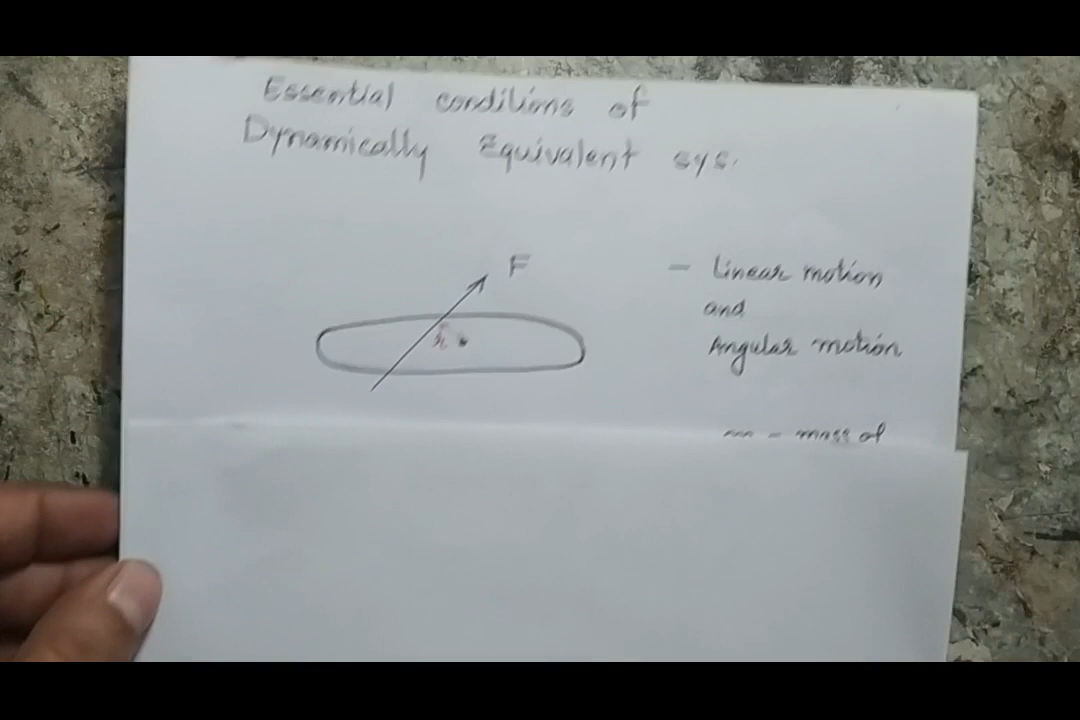 Essential conditions of
Dynamically Equivalent sys.
F
- Linear motion
and
Angular motion
m - mass of